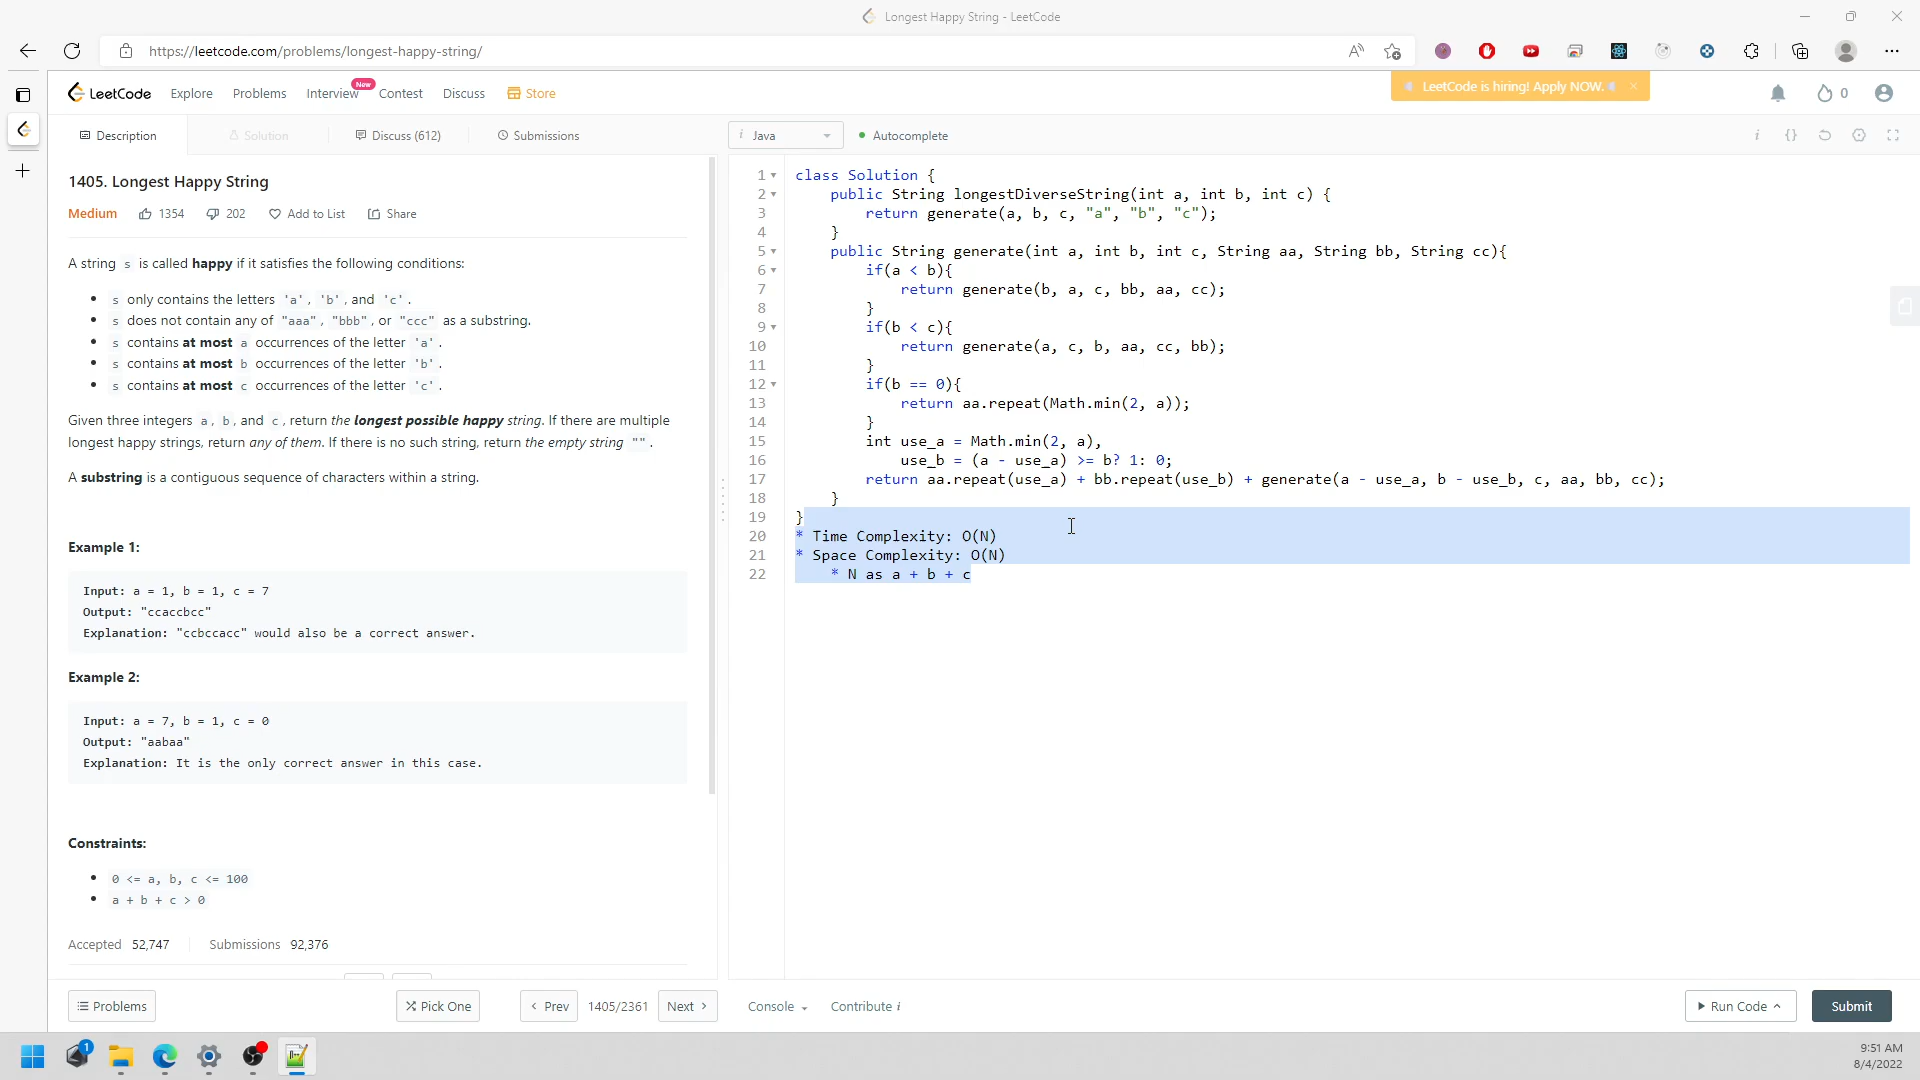 Longest Happy String - LeetCode
https://leetcode.com/problems/longest-happy-string/
LeetCode Explore Problems Interview New Contest Discuss Store
LeetCode is hiring! Apply NOW.
0
Description Solution Discuss (612) Submissions
i Java Autocomplete
1405. Longest Happy String
Medium 1354 202 Add to List Share
A string s is called happy if it satisfies the following conditions:
• s only contains the letters 'a', 'b', and 'c'.
• s does not contain any of "aaa", "bbb", or "ccc" as a substring.
• s contains at most a occurrences of the letter 'a'.
• s contains at most b occurrences of the letter 'b'.
• s contains at most c occurrences of the letter 'c'.
Given three integers a, b, and c, return the longest possible happy string. If there are multiple
longest happy strings, return any of them. If there is no such string, return the empty string "".
A substring is a contiguous sequence of characters within a string.
Example 1:
Input: a = 1, b = 1, c = 7
Output: "ccaccbcc"
Explanation: "ccbccacc" would also be a correct answer.
Example 2:
Input: a = 7, b = 1, c = 0
Output: "aabaa"
Explanation: It is the only correct answer in this case.
Constraints:
• 0 <= a, b, c <= 100
• a + b + c > 0
Accepted 52,747 Submissions 92,376
1 class Solution {
2 public String longestDiverseString(int a, int b, int c) {
3 return generate(a, b, c, "a", "b", "c");
4 }
5 public String generate(int a, int b, int c, String aa, String bb, String cc){
6 if(a < b){
7 return generate(b, a, c, bb, aa, cc);
8 }
9 if(b < c){
10 return generate(a, c, b, aa, cc, bb);
11 }
12 if(b == 0){
13 return aa.repeat(Math.min(2, a));
14 }
15 int use_a = Math.min(2, a),
16 use_b = (a - use_a) >= b? 1: 0;
17 return aa.repeat(use_a) + bb.repeat(use_b) + generate(a - use_a, b - use_b, c, aa, bb, cc);
18 }
19 }
20 * Time Complexity: O(N)
21 * Space Complexity: O(N)
22 * N as a + b + c
Problems Pick One Prev 1405/2361 Next Console Contribute i Run Code Submit
1
9:51 AM
8/4/2022